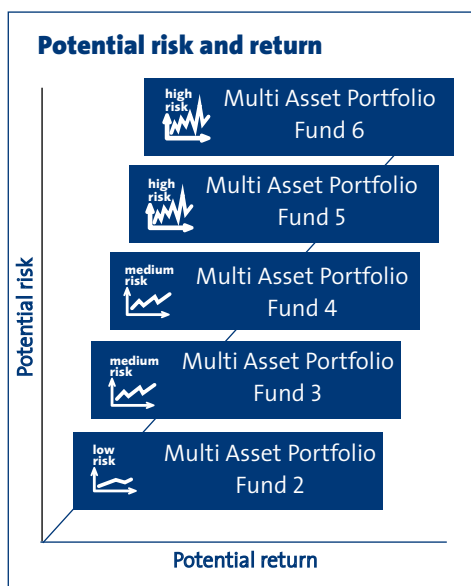 Potential risk and return
high
risk
Multi Asset Portfolio
Fund 6
high
risk
Multi Asset Portfolio
Fund 5
medium
risk
Multi Asset Portfolio
Fund 4
medium
risk
Multi Asset Portfolio
Fund 3
low
risk
Multi Asset Portfolio
Fund 2
Potential risk
Potential return